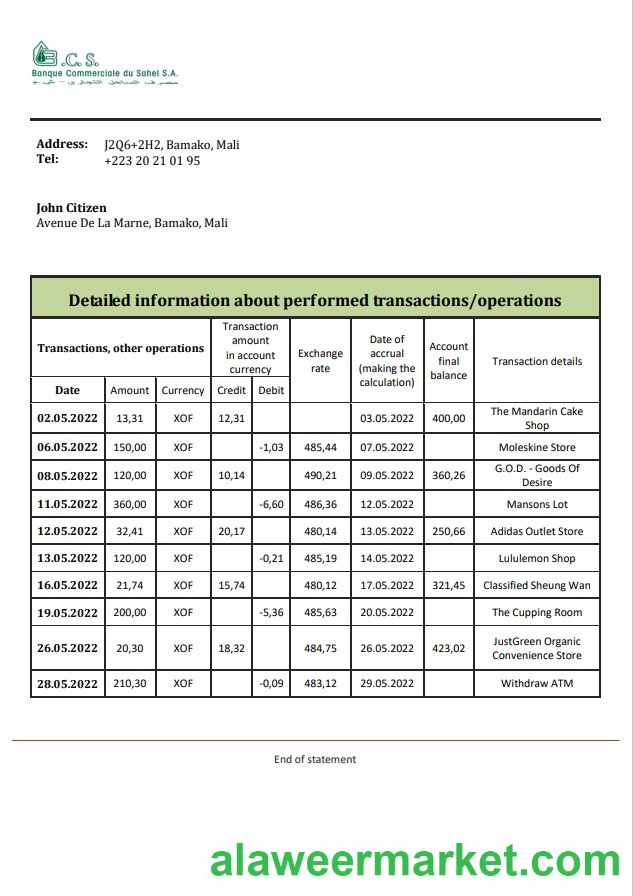 B.C.S.
Banque Commerciale du Sahel S.A.
Address: J2Q6+2H2, Bamako, Mali
Tel: +223 20 21 01 95
John Citizen
Avenue De La Marne, Bamako, Mali
Detailed information about performed transactions/operations
Transactions, other operations
Transaction
amount
in account
currency
Exchange
rate
Date of
accrual
(making the
calculation)
Account
final
balance
Transaction details
Date Amount Currency Credit Debit
02.05.2022 13,31 XOF 12,31 03.05.2022 400,00 The Mandarin Cake
Shop
06.05.2022 150,00 XOF -1,03 485,44 07.05.2022 Moleskine Store
08.05.2022 120,00 XOF 10,14 490,21 09.05.2022 360,26 G.O.D. - Goods Of
Desire
11.05.2022 360,00 XOF -6,60 486,36 12.05.2022 Mansons Lot
12.05.2022 32,41 XOF 20,17 480,14 13.05.2022 250,66 Adidas Outlet Store
13.05.2022 120,00 XOF -0,21 485,19 14.05.2022 Lululemon Shop
16.05.2022 21,74 XOF 15,74 480,12 17.05.2022 321,45 Classified Sheung Wan
19.05.2022 200,00 XOF -5,36 485,63 20.05.2022 The Cupping Room
26.05.2022 20,30 XOF 18,32 484,75 26.05.2022 423,02 JustGreen Organic
Convenience Store
28.05.2022 210,30 XOF -0,09 483,12 29.05.2022 Withdraw ATM
End of statement
alaweermarket.com